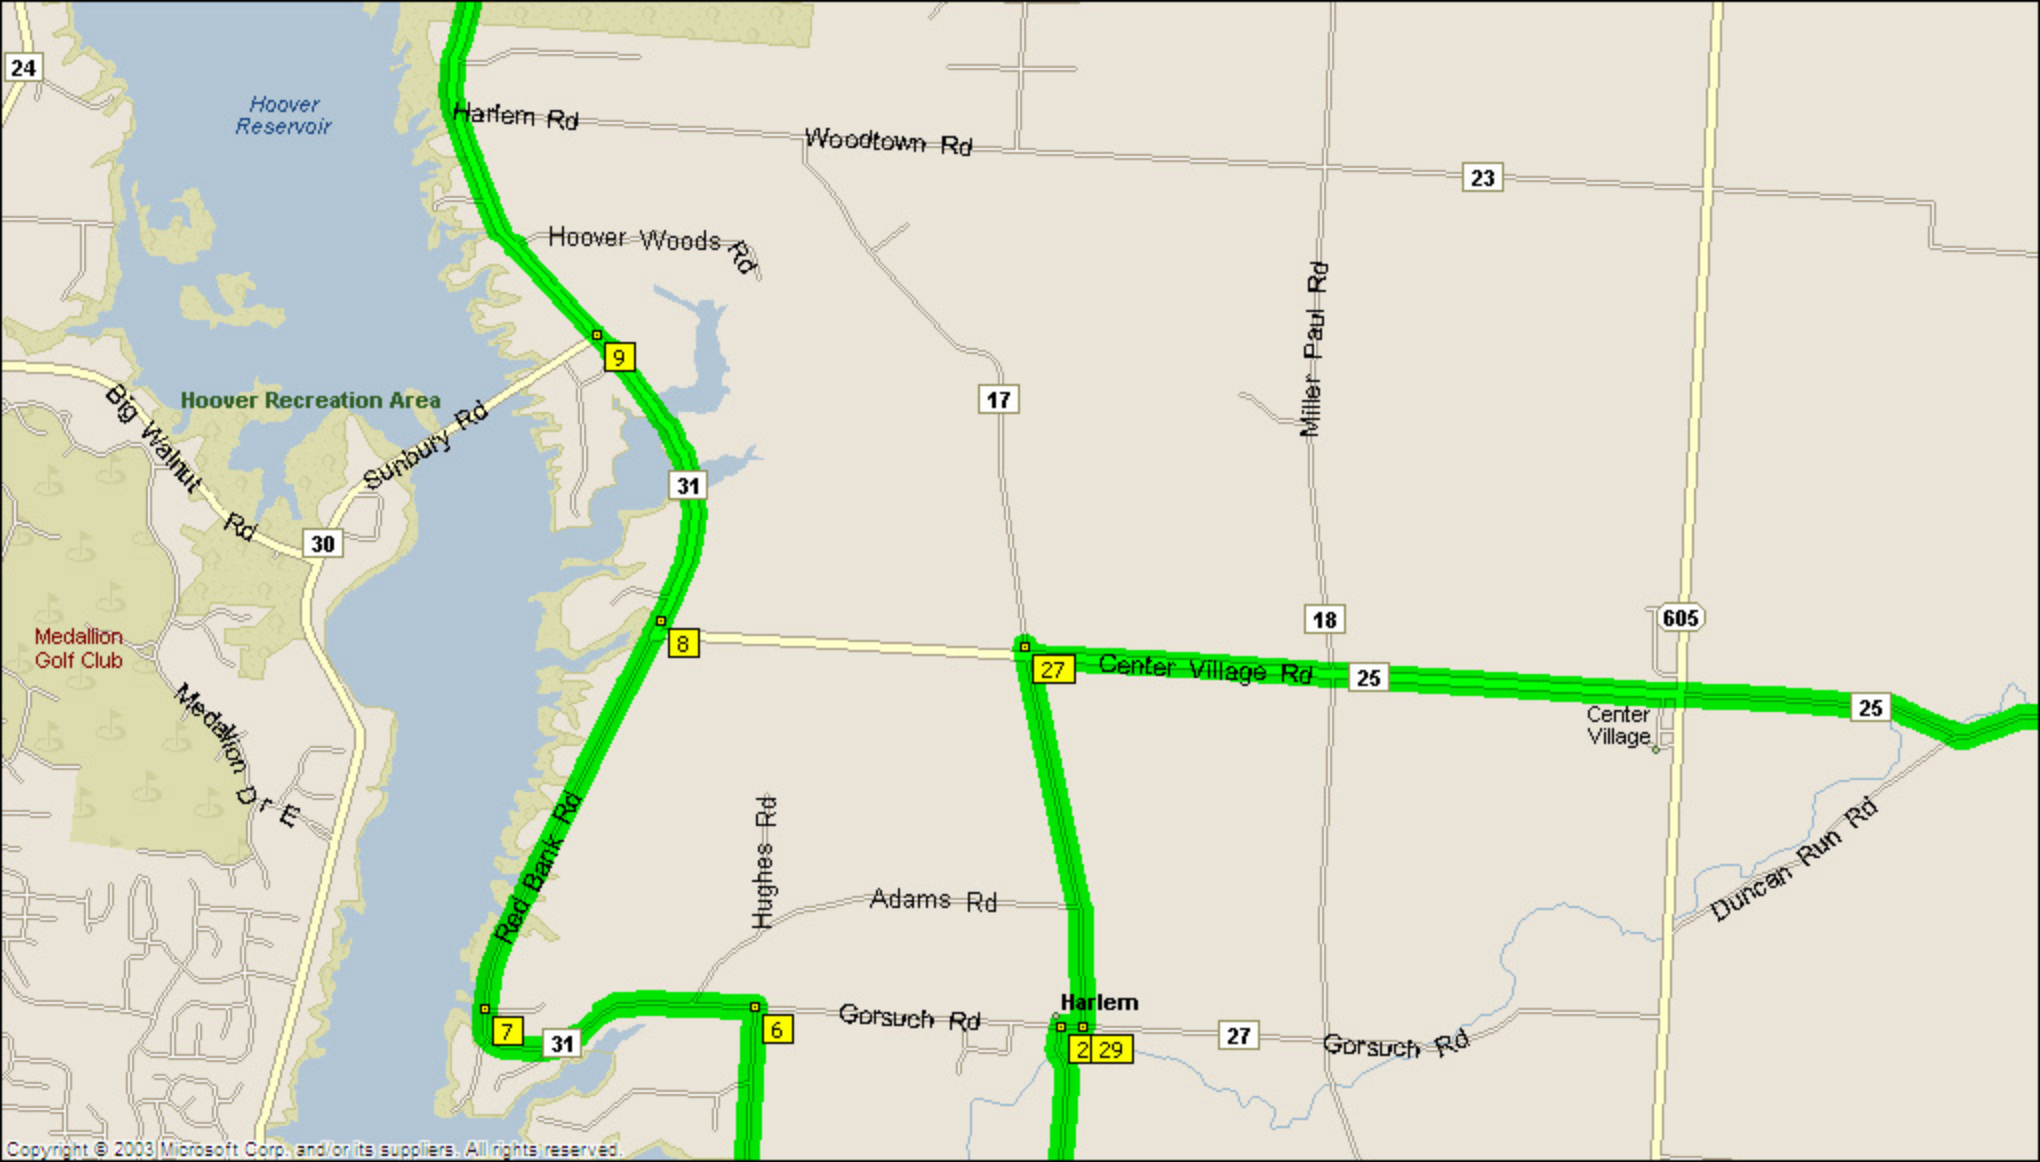 24
Hoover
Reservoir
Harlem Rd
Woodtown Rd
23
Hoover Woods Rd
Miller Paul Rd
9
17
Hoover Recreation Area
Big Walnut Rd
Sunbury Rd
31
30
18
605
Medallion
Golf Club
8
27
Center Village Rd
25
25
Center
Village
Medallion Dr E
Red Bank Rd
Hughes Rd
Adams Rd
Duncan Run Rd
Harlem
7
31
6
Gorsuch Rd
2
29
27
Gorsuch Rd
Copyright © 2003 Microsoft Corp. and/or its suppliers. All rights reserved.